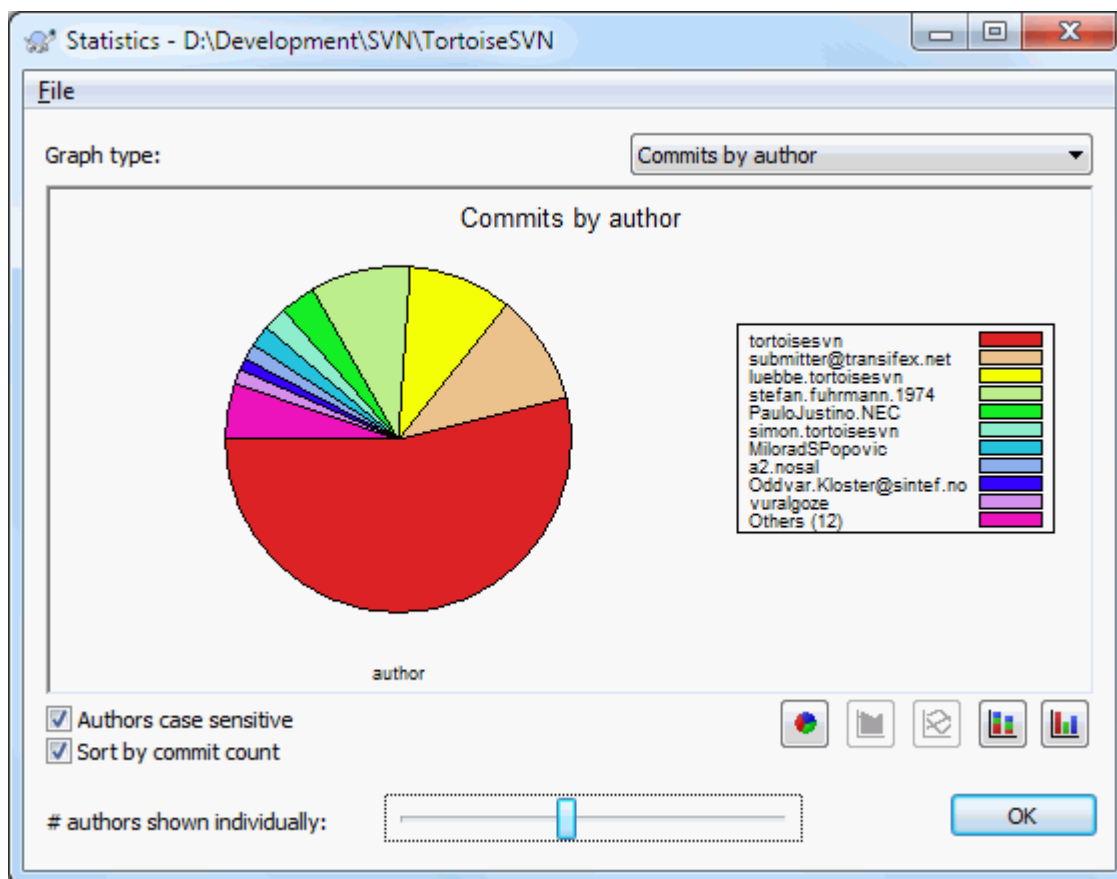 Statistics - D:\Development\SVN\TortoiseSVN
File
Graph type:
Commits by author
Commits by author
tortoisesvn
submitter@transifex.net
luebbe.tortoisesvn
stefan.fuhrmann.1974
PauloJustino.NEC
simon.tortoisesvn
MiloradSPopovic
a2.nosal
Oddvar.Kloster@sintef.no
vuralgoze
Others (12)
author
Authors case sensitive
Sort by commit count
# authors shown individually:
OK